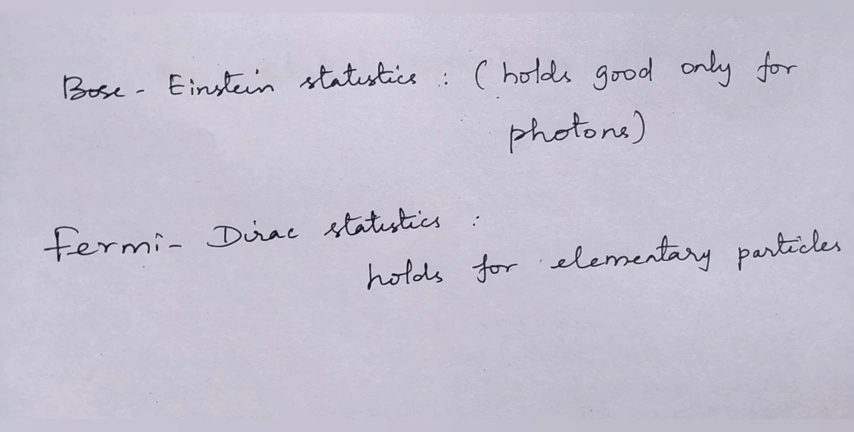 Bose - Einstein statistics : (holds good only for
photons)
Fermi- Dirac statistics :
holds for elementary particles